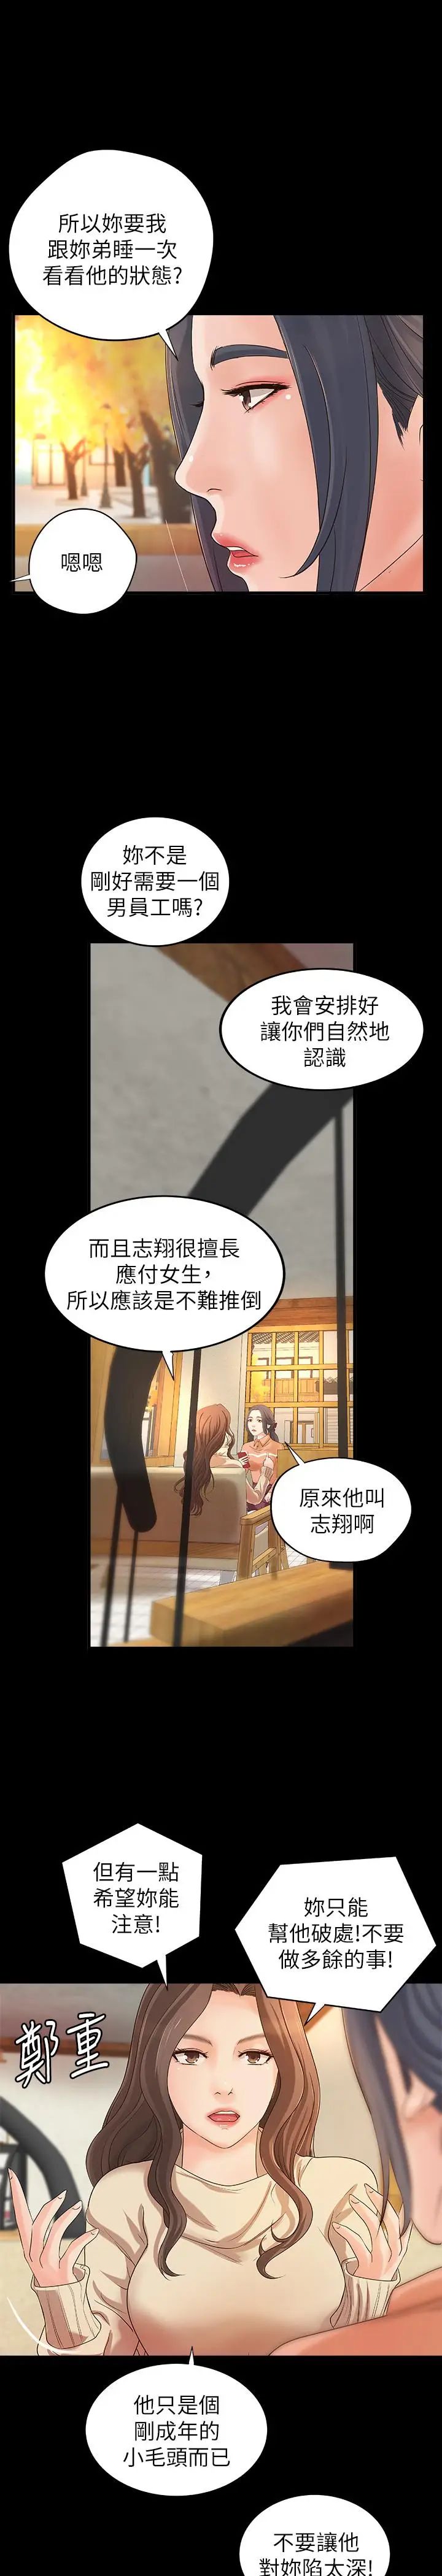 所以妳要我
跟妳弟睡一次
看看他的狀態?
嗯嗯
妳不是
剛好需要一個
男員工嗎?
我會安排好
讓你們自然地
認識
而且志翔很擅長
應付女生,
所以應該是不難推倒
原來他叫
志翔啊
但有一點
希望妳能
注意!
妳只能
幫他破處!不要
做多餘的事!
鄭重
他只是個
剛成年的
小毛頭而已
不要讓他
對妳陷太深!